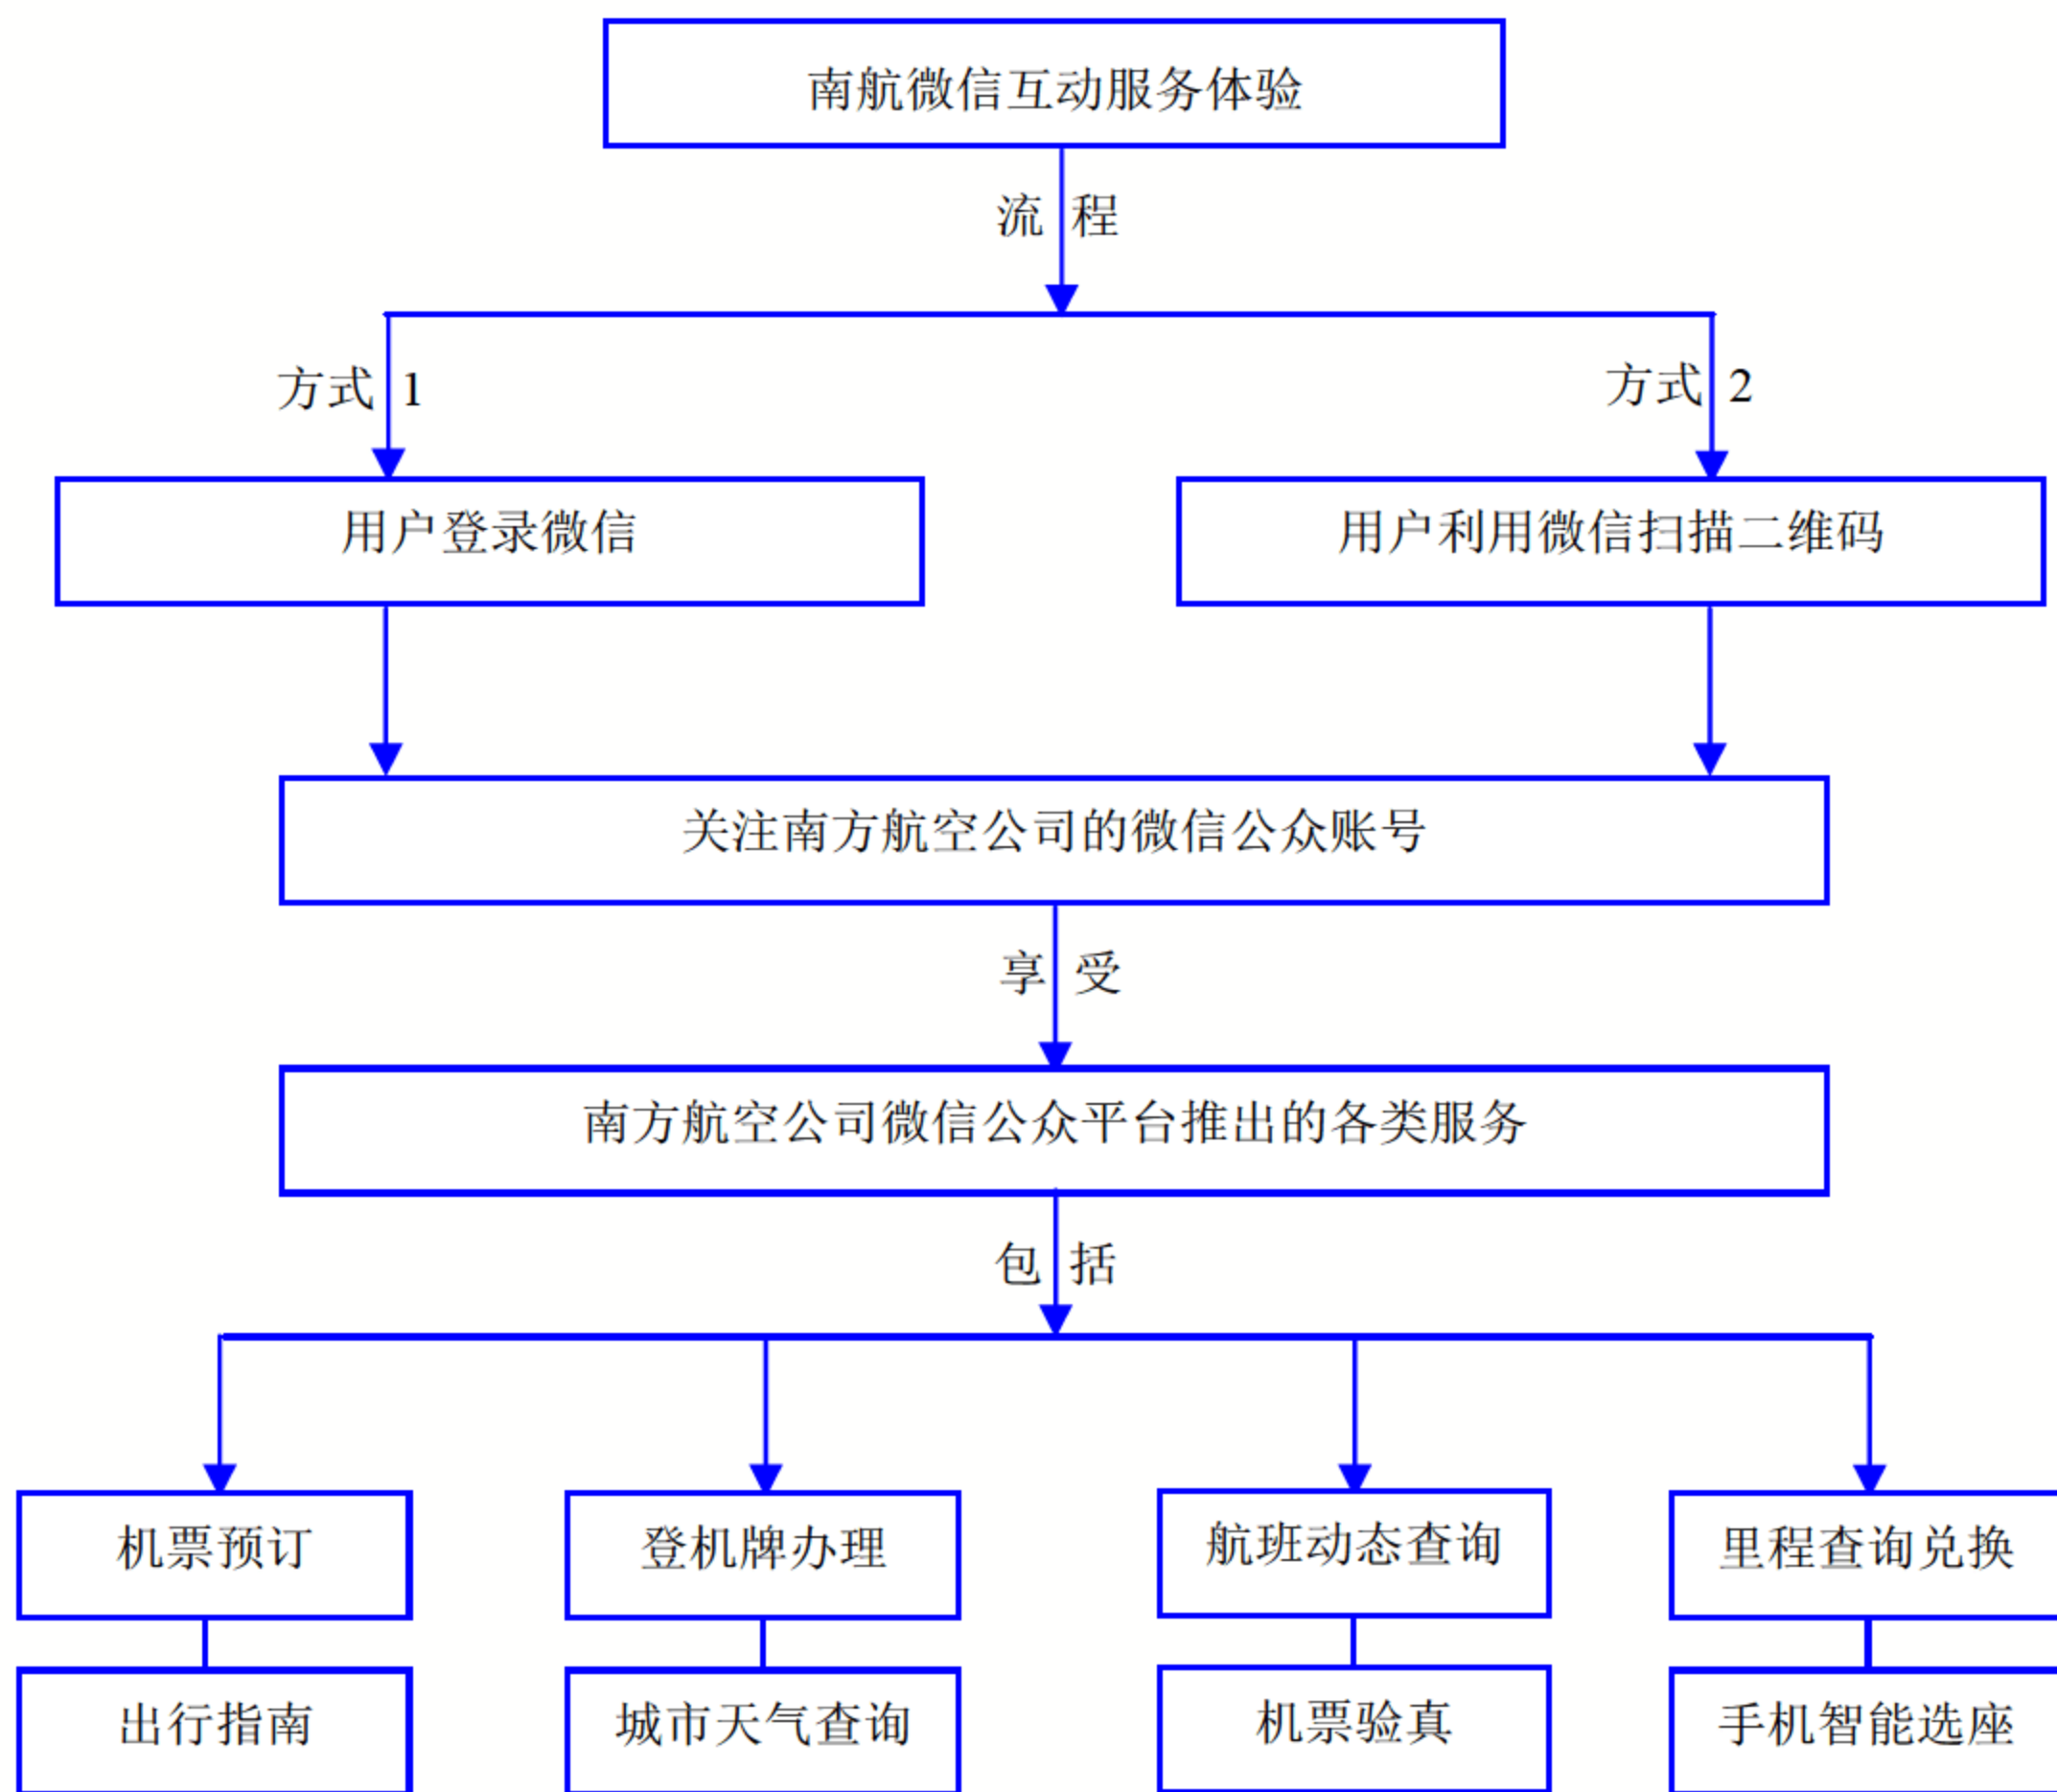 南航微信互动服务体验
流程
方式 1
方式 2
用户登录微信
用户利用微信扫描二维码
关注南方航空公司的微信公众账号
享受
南方航空公司微信公众平台推出的各类服务
包括
机票预订
登机牌办理
航班动态查询
里程查询兑换
出行指南
城市天气查询
机票验真
手机智能选座